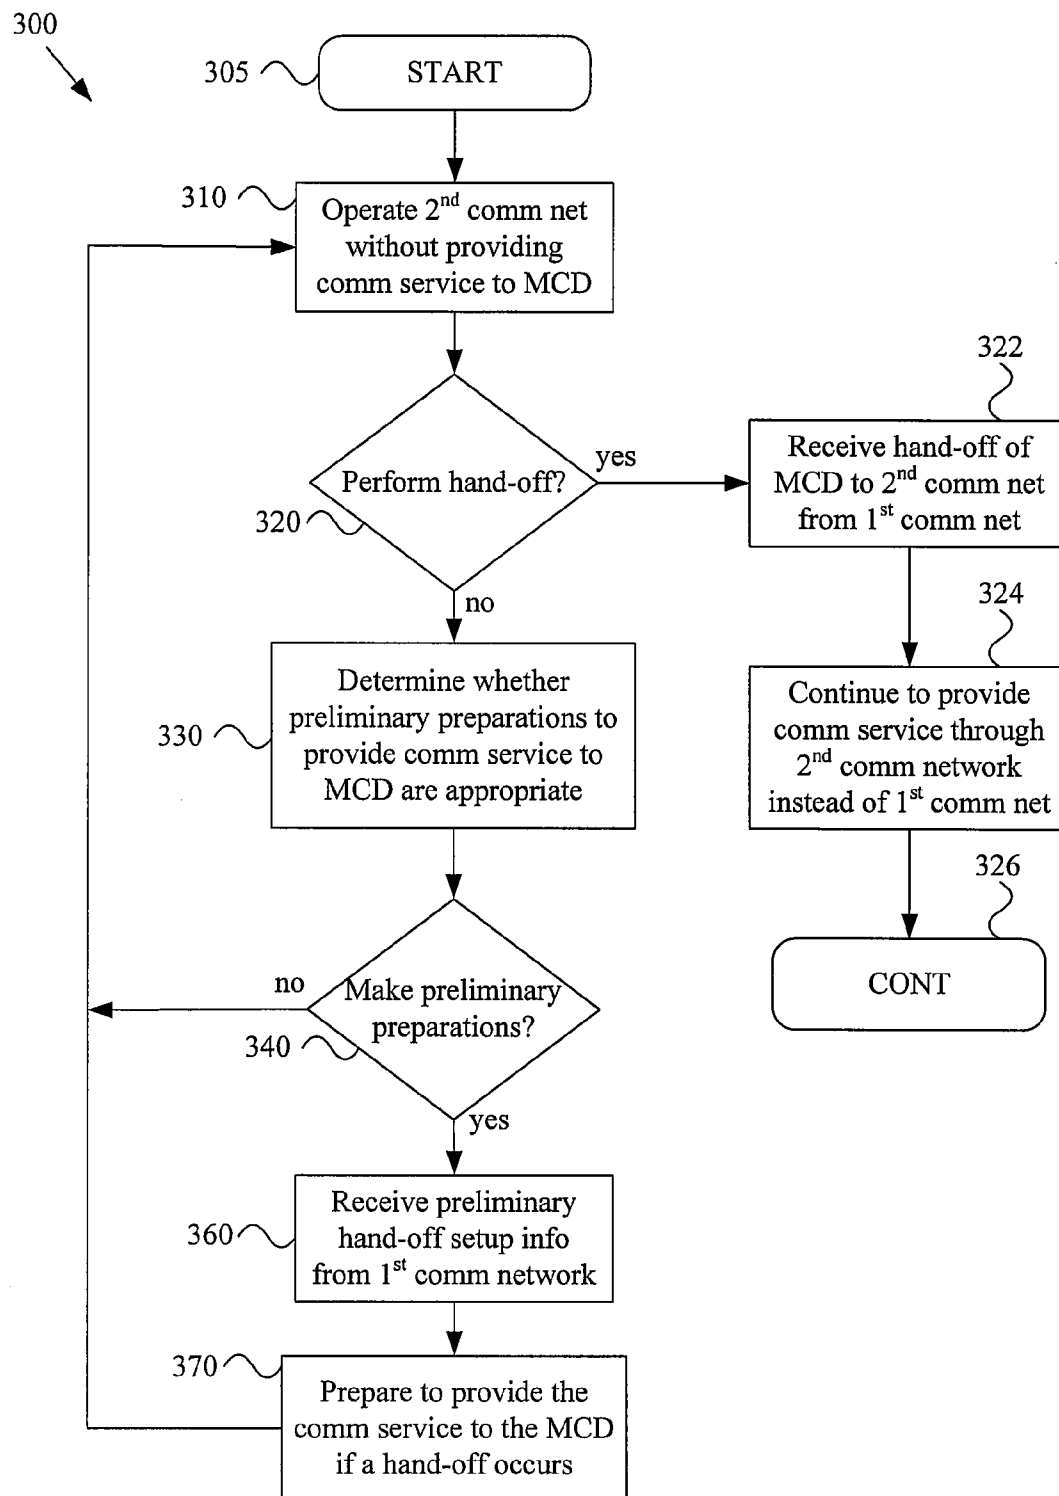 300
305
START
310
Operate 2nd comm net
without providing
comm service to MCD
322
Perform hand-off?
yes
320
no
Receive hand-off of
MCD to 2nd comm net
from 1st comm net
324
330
Determine whether
preliminary preparations to
provide comm service to
MCD are appropriate
Continue to provide
comm service through
2nd comm network
instead of 1st comm net
326
CONT
no
Make preliminary
preparations?
340
yes
360
Receive preliminary
hand-off setup info
from 1st comm network
370
Prepare to provide the
comm service to the MCD
if a hand-off occurs